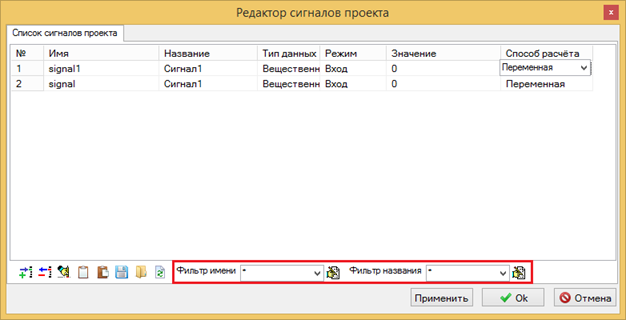 Редактор сигналов проекта
Список сигналов проекта
№ Имя Название Тип данных Режим Значение Способ расчёта
1 signal1 Сигнал1 Вещественн Вход 0 Переменная
2 signal Сигнал1 Вещественн Вход 0 Переменная
Фильтр имени * Фильтр названия *
Применить Ok Отмена